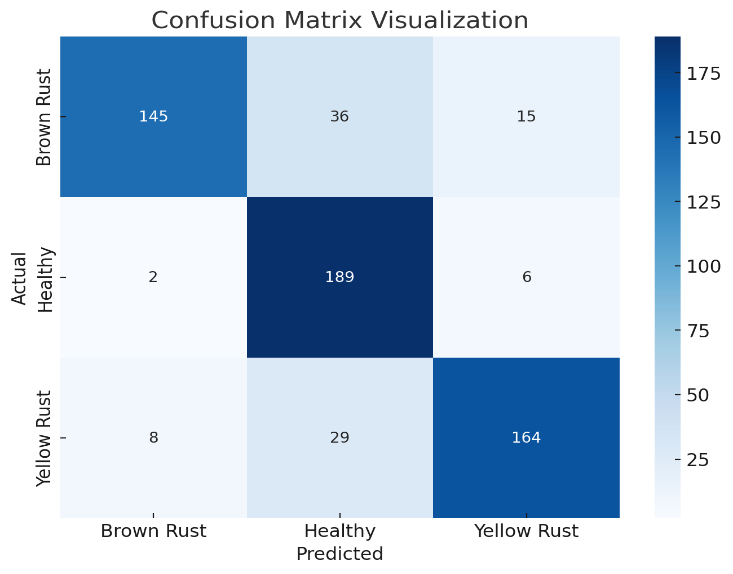 Confusion Matrix Visualization
Actual
Brown Rust
145 36 15
Healthy
2 189 6
Yellow Rust
8 29 164
Brown Rust Healthy Yellow Rust
Predicted
175
150
125
100
75
50
25